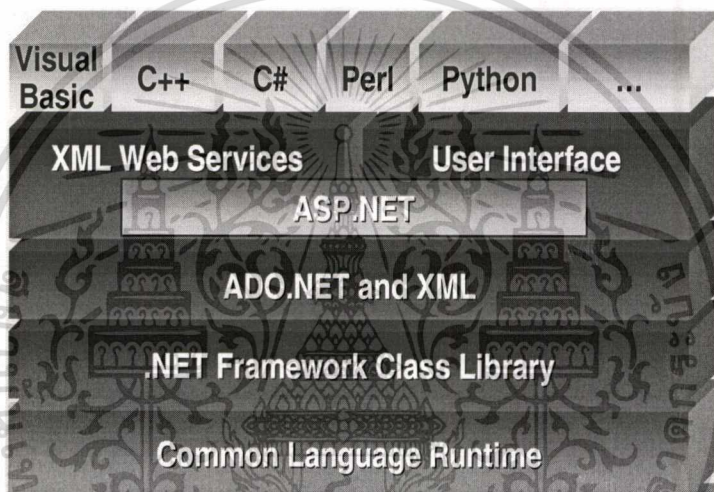 Visual Basic
C++
C#
Perl
Python
...
XML Web Services
User Interface
ASP.NET
ADO.NET and XML
.NET Framework Class Library
Common Language Runtime